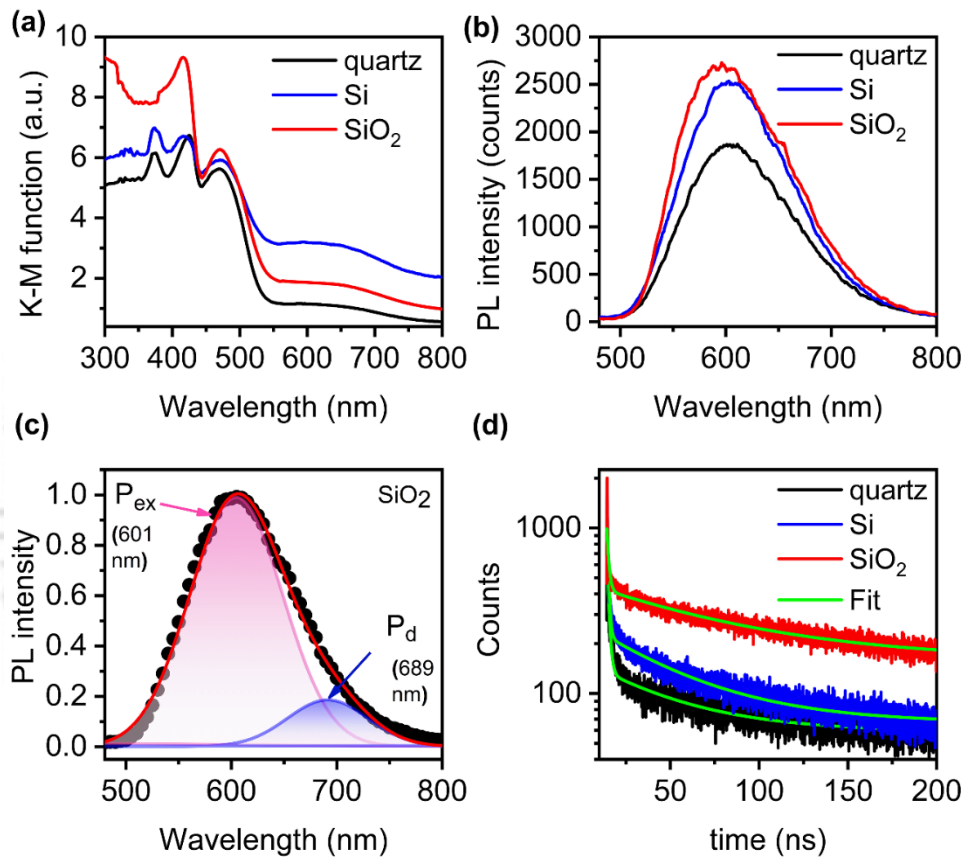 (a)
10
8
6
4
2
300 400 500 600 700 800
K-M function (a.u.)
Wavelength (nm)
quartz
Si
SiO₂
(b)
3000
2500
2000
1500
1000
500
0
500 600 700 800
PL intensity (counts)
Wavelength (nm)
quartz
Si
SiO₂
(c)
1.0
0.8
0.6
0.4
0.2
0.0
500 600 700 800
PL intensity
Wavelength (nm)
Pex
(601
nm)
SiO₂
Pd
(689
nm)
(d)
1000
100
50 100 150 200
Counts
time (ns)
quartz
Si
SiO₂
Fit